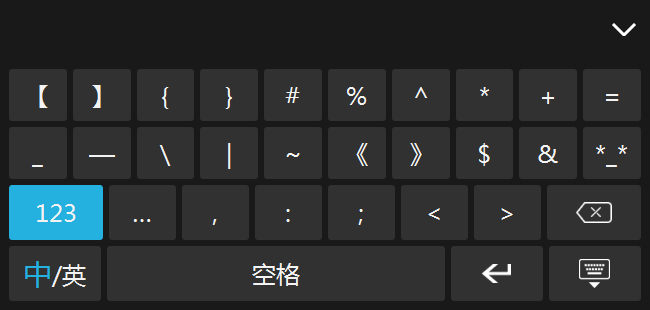 【 】 { } # % ^ * + =
_ — \ | ~ 《 》 $ & *_*
123 ... , : ; < >
中/英 空格